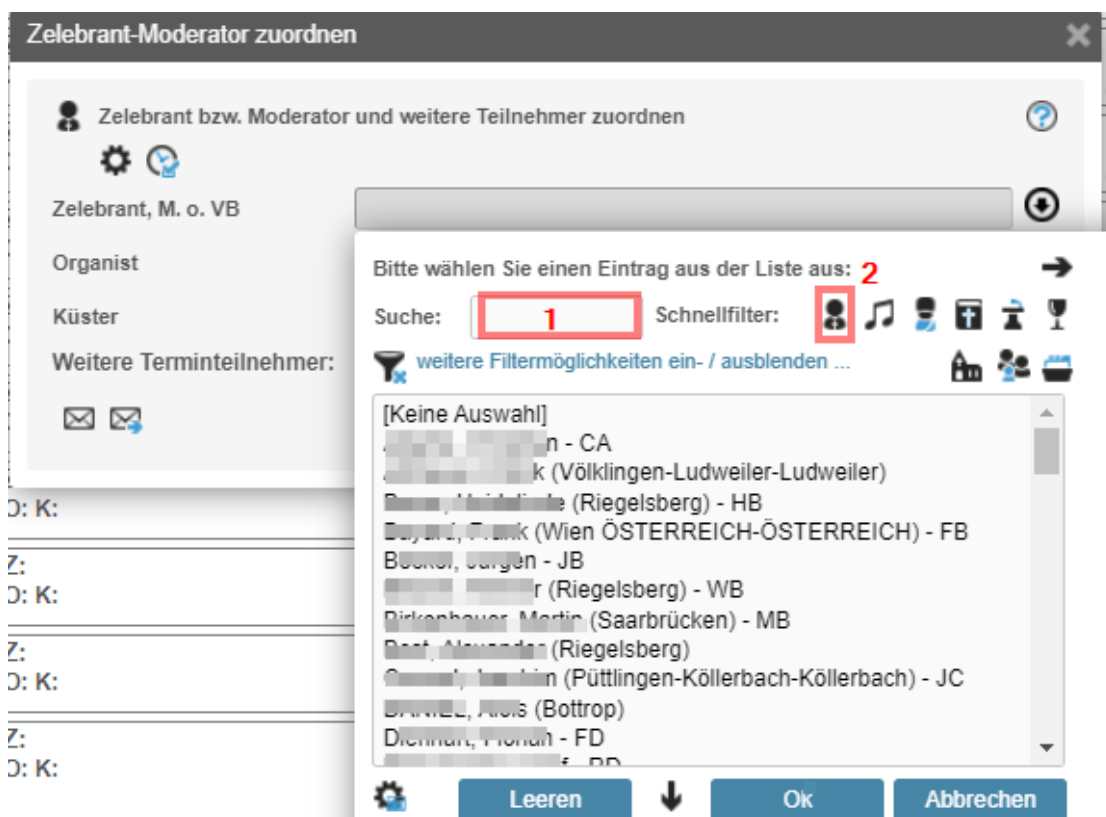 Zelebrant-Moderator zuordnen
Zelebrant bzw. Moderator und weitere Teilnehmer zuordnen
Zelebrant, M. o. VB
Organist
Küster
Weitere Terminteilnehmer:
Bitte wählen Sie einen Eintrag aus der Liste aus: 2
Suche: 1 Schnellfilter:
weitere Filtermöglichkeiten ein- / ausblenden ...
[Keine Auswahl]
- CA
(Völklingen-Ludweiler-Ludweiler)
(Riegelsberg) - HB
(Wien ÖSTERREICH-ÖSTERREICH) - FB
- JB
(Riegelsberg) - WB
(Saarbrücken) - MB
(Riegelsberg)
(Püttlingen-Köllerbach-Köllerbach) - JC
(Bottrop)
- FD
Leeren Ok Abbrechen
O: K:
Z:
O: K:
Z:
O: K:
Z:
O: K: